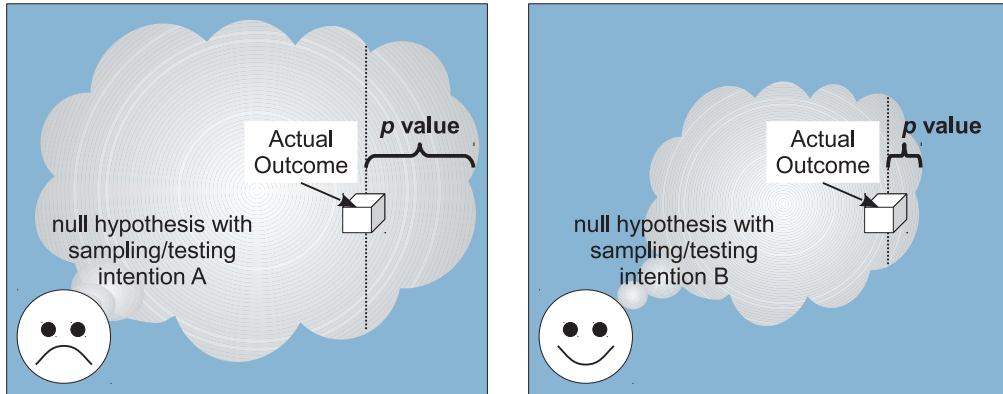 p value
Actual
Outcome
null hypothesis with
sampling/testing
intention A
p value
Actual
Outcome
null hypothesis with
sampling/testing
intention B